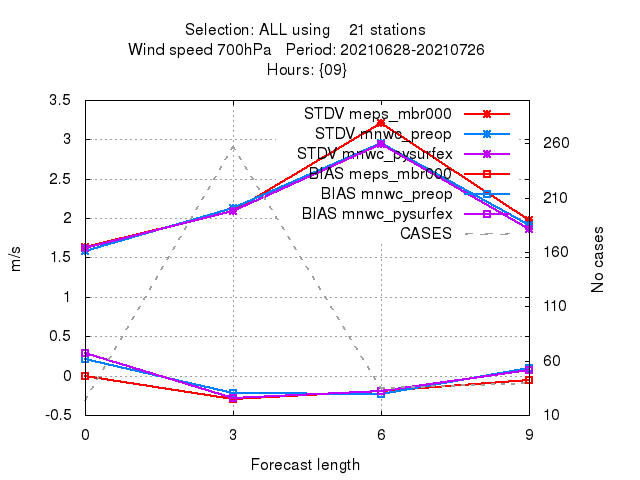 Selection: ALL using    21 stations
Wind speed 700hPa   Period: 20210628-20210726
Hours: {09}
STDV meps_mbr000
STDV mnwc_preop
STDV mnwc_pysurfex
BIAS meps_mbr000
BIAS mnwc_preop
BIAS mnwc_pysurfex
CASES
m/s
3.5
3
2.5
2
1.5
1
0.5
0
-0.5
No cases
260
210
160
110
60
10
0 3 6 9
Forecast length